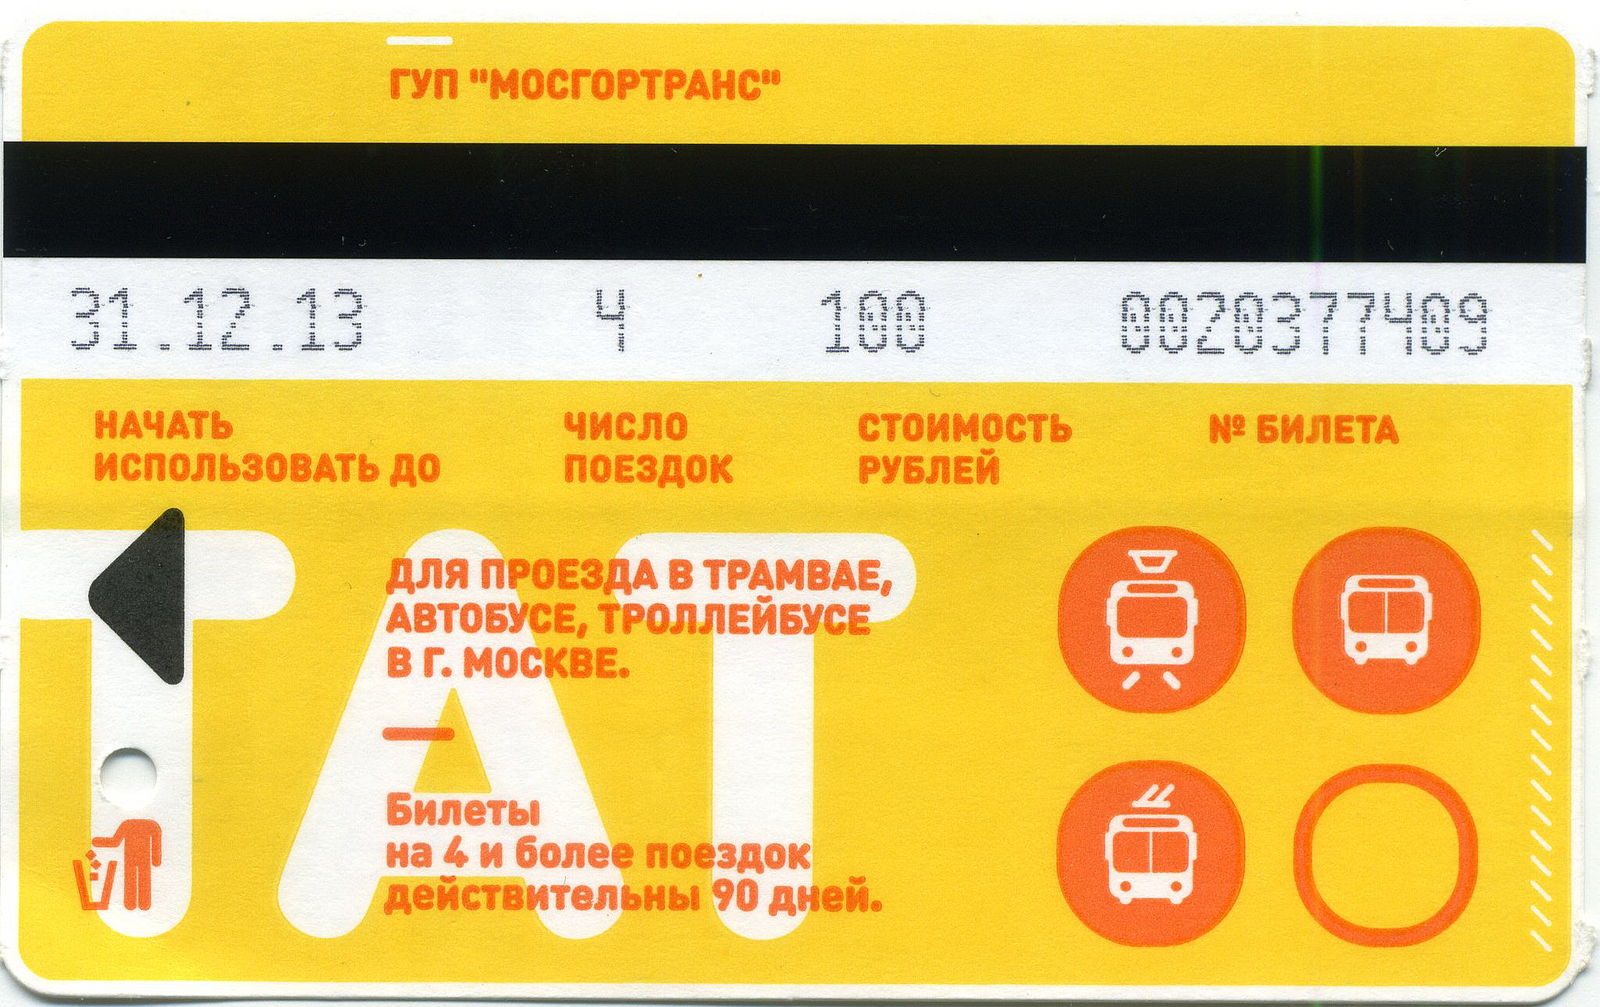 ГУП "МОСГОРТРАНС"
31.12.13 4 100 0020377409
НАЧАТЬ
ИСПОЛЬЗОВАТЬ ДО
ЧИСЛО
ПОЕЗДОК
СТОИМОСТЬ
РУБЛЕЙ
№ БИЛЕТА
ТАТ
ДЛЯ ПРОЕЗДА В ТРАМВАЕ,
АВТОБУСЕ, ТРОЛЛЕЙБУСЕ
В Г. МОСКВЕ.
Билеты
на 4 и более поездок
действительны 90 дней.